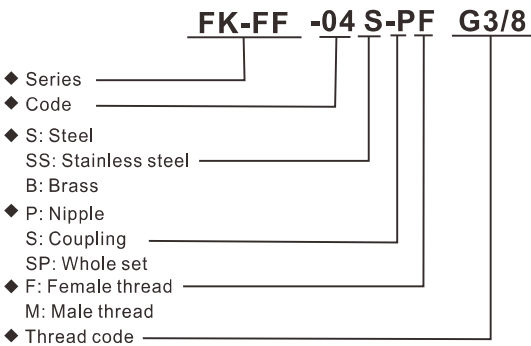 FK-FF -04 S-PF G3/8
◆ Series
◆ Code
◆ S: Steel
SS: Stainless steel
B: Brass
◆ P: Nipple
S: Coupling
SP: Whole set
◆ F: Female thread
M: Male thread
◆ Thread code